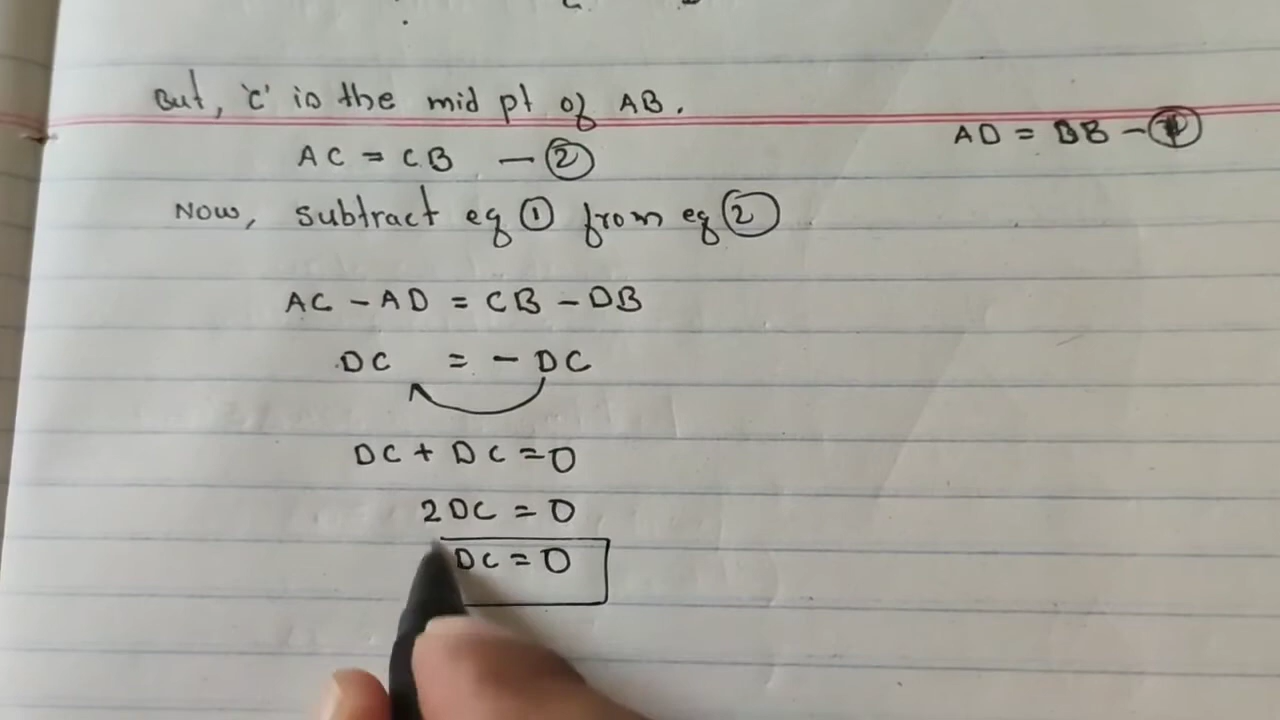 But, 'C' is the mid pt of AB.
AD = DB - ①
AC = CB - ②
Now, subtract eq ① from eq ②
AC - AD = CB - DB
DC = - DC
DC + DC = 0
2DC = 0
DC = 0